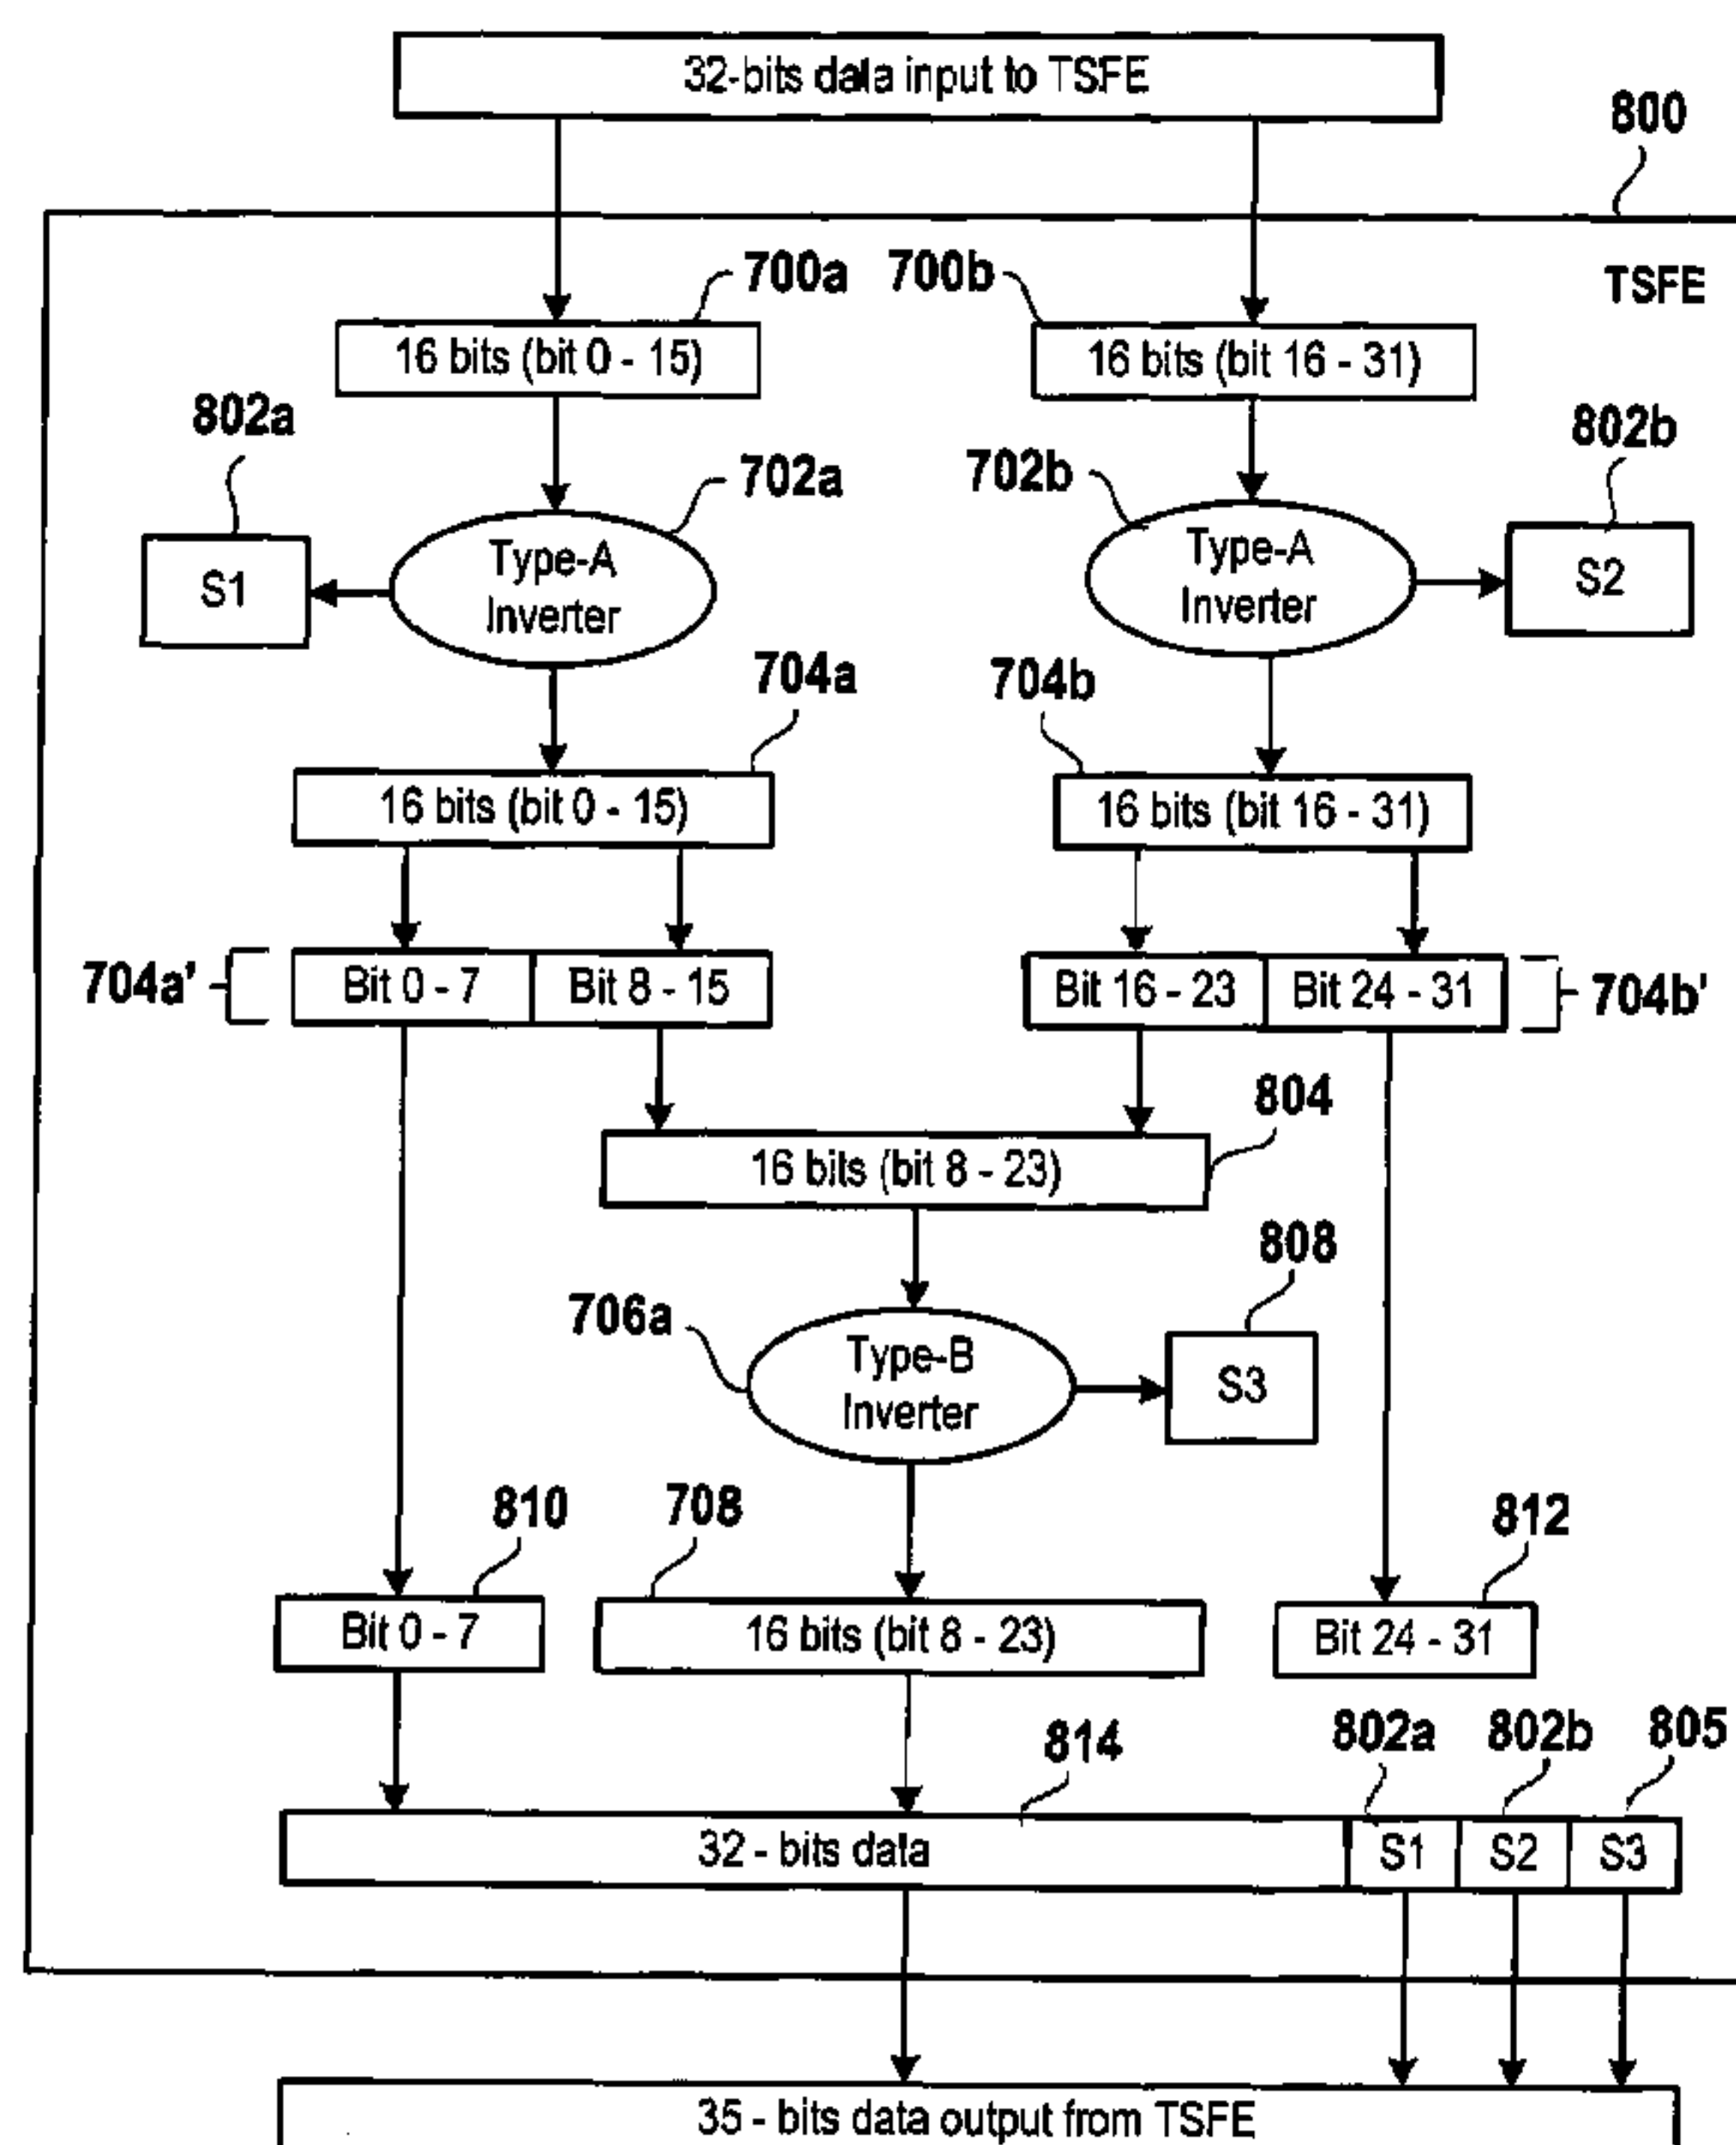 32-bits data input to TSFE
800
TSFE
700a 700b
16 bits (bit 0 - 15)
16 bits (bit 16 - 31)
802a
802b
702a
702b
Type-A
Inverter
Type-A
Inverter
S1
S2
704a
704b
16 bits (bit 0 - 15)
16 bits (bit 16 - 31)
704a'
Bit 0 - 7
Bit 8 - 15
Bit 16 - 23
Bit 24 - 31
704b'
804
16 bits (bit 8 - 23)
808
706a
Type-B
Inverter
S3
810
708
812
Bit 0 - 7
16 bits (bit 8 - 23)
Bit 24 - 31
814
802a
802b
805
32 - bits data
S1
S2
S3
35 - bits data output from TSFE